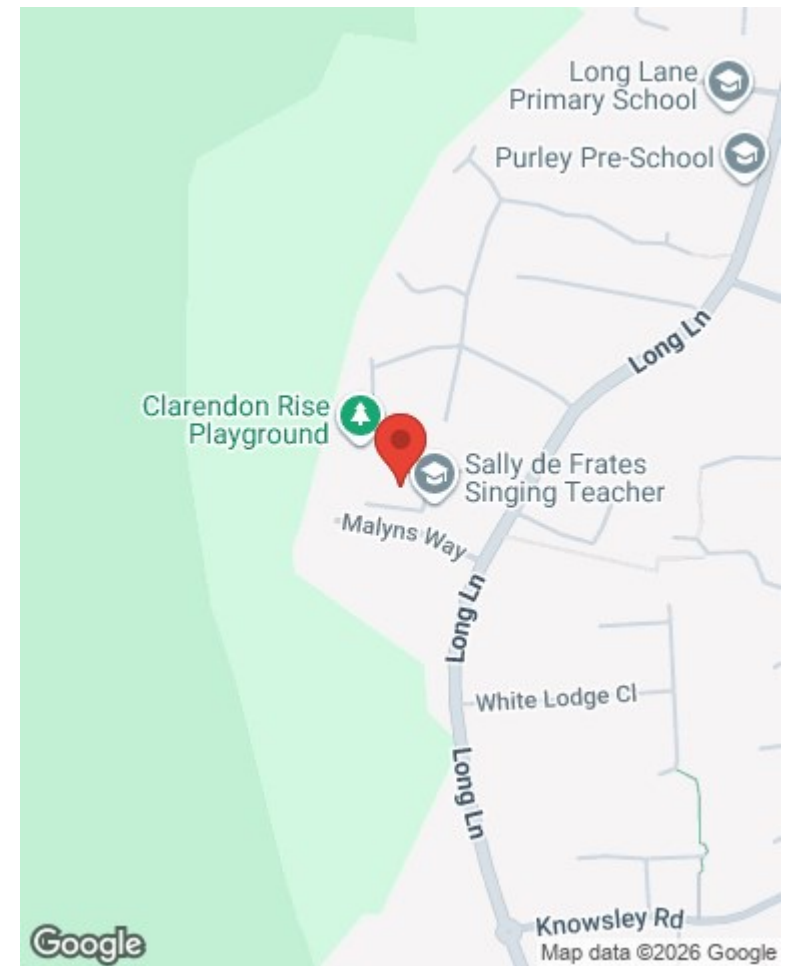 Long Lane
Primary School
Purley Pre-School
Long Ln
Clarendon Rise
Playground
Sally de Frates
Singing Teacher
Malyns Way
Long Ln
White Lodge Cl
Long Ln
Knowsley Rd
Google
Map data ©2026 Google